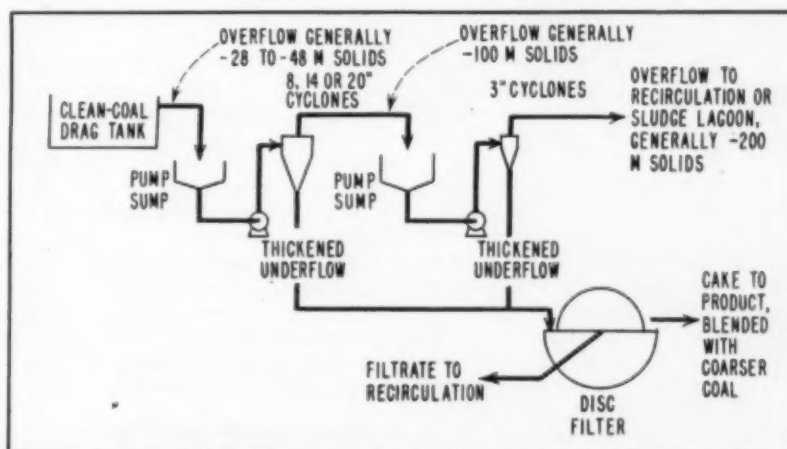 OVERFLOW GENERALLY
-28 TO -48 M SOLIDS
8, 14 OR 20"
CYCLONES
OVERFLOW GENERALLY
-100 M SOLIDS
3" CYCLONES
OVERFLOW TO
RECIRCULATION OR
SLUDGE LAGOON,
GENERALLY -200
M SOLIDS
CLEAN-COAL
DRAG TANK
PUMP
SUMP
PUMP
SUMP
THICKENED
UNDERFLOW
THICKENED
UNDERFLOW
CAKE TO
PRODUCT,
BLENDED
WITH
COARSER
COAL
FILTRATE TO
RECIRCULATION
DISC
FILTER